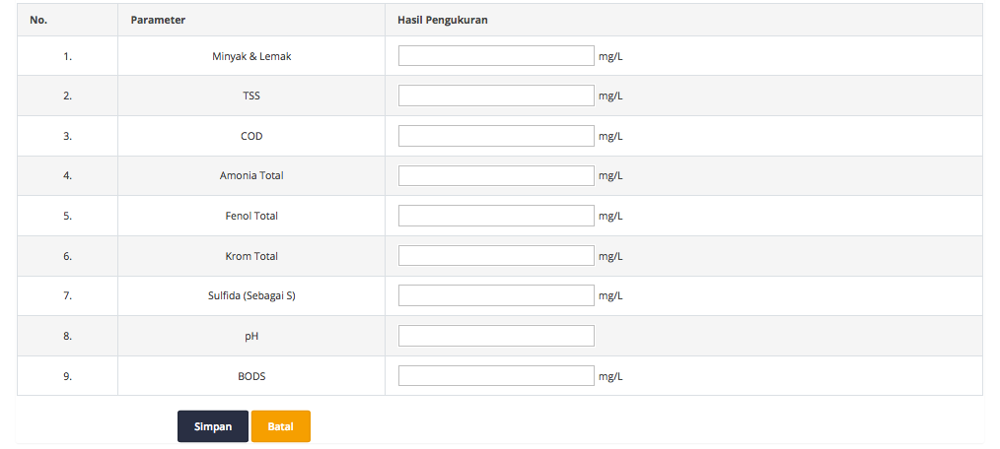 No. Parameter Hasil Pengukuran
1. Minyak & Lemak mg/L
2. TSS mg/L
3. COD mg/L
4. Amonia Total mg/L
5. Fenol Total mg/L
6. Krom Total mg/L
7. Sulfida (Sebagai S) mg/L
8. pH
9. BODS mg/L
Simpan Batal